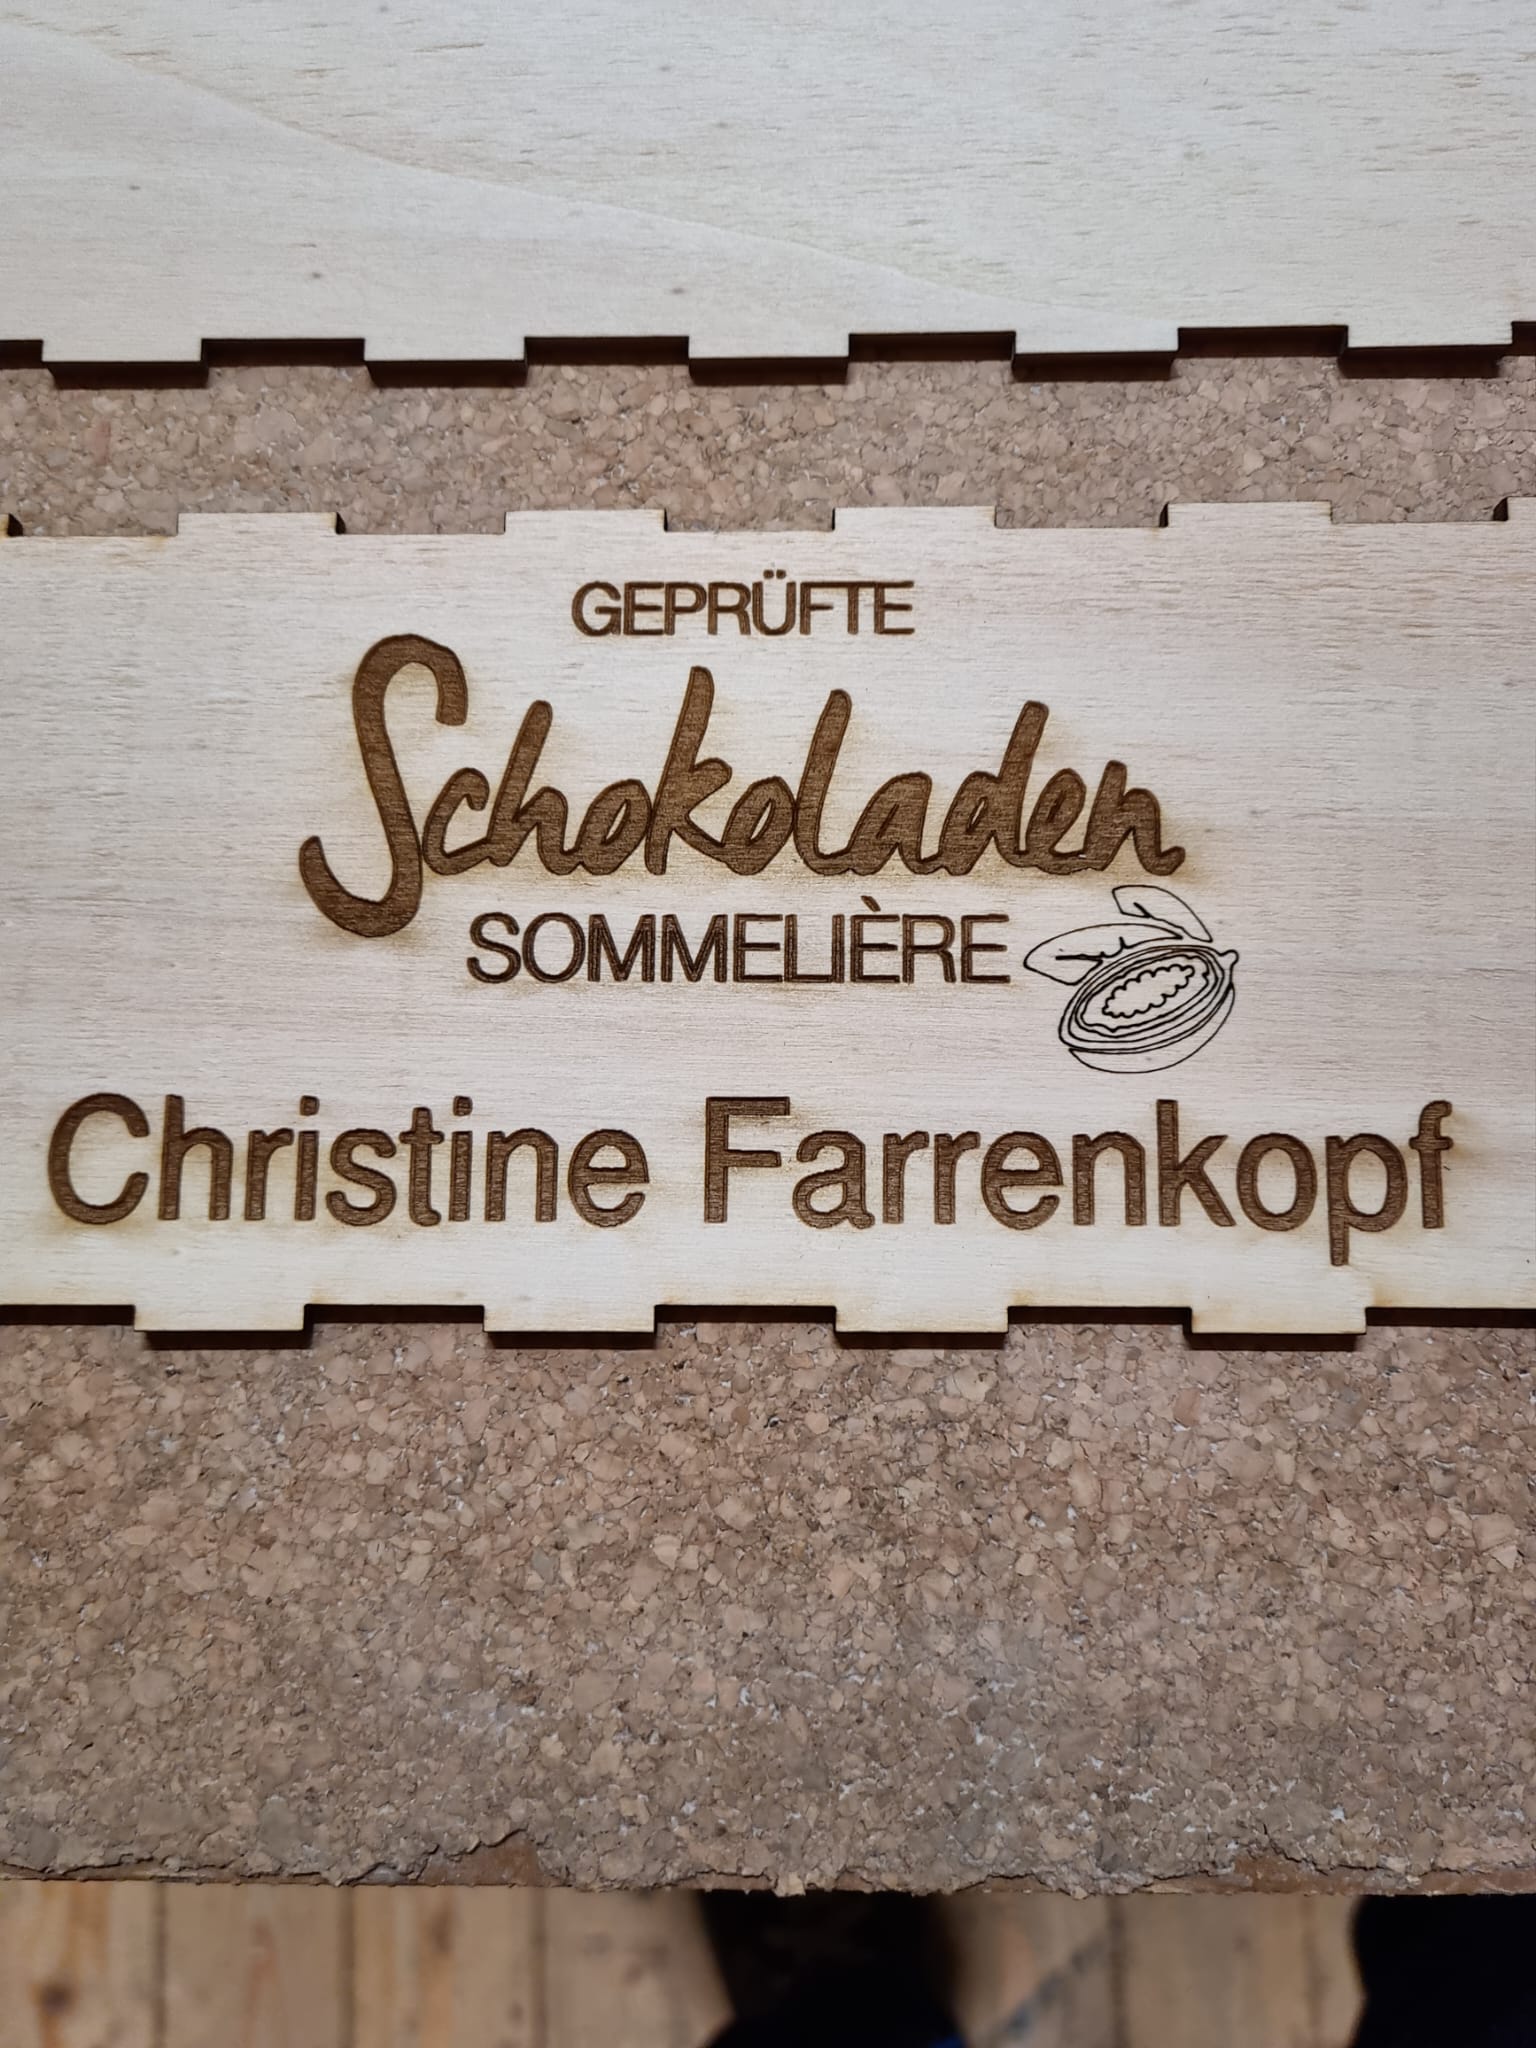 GEPRÜFTE
Schokoladen
SOMMELIÈRE
Christine Farrenkopf